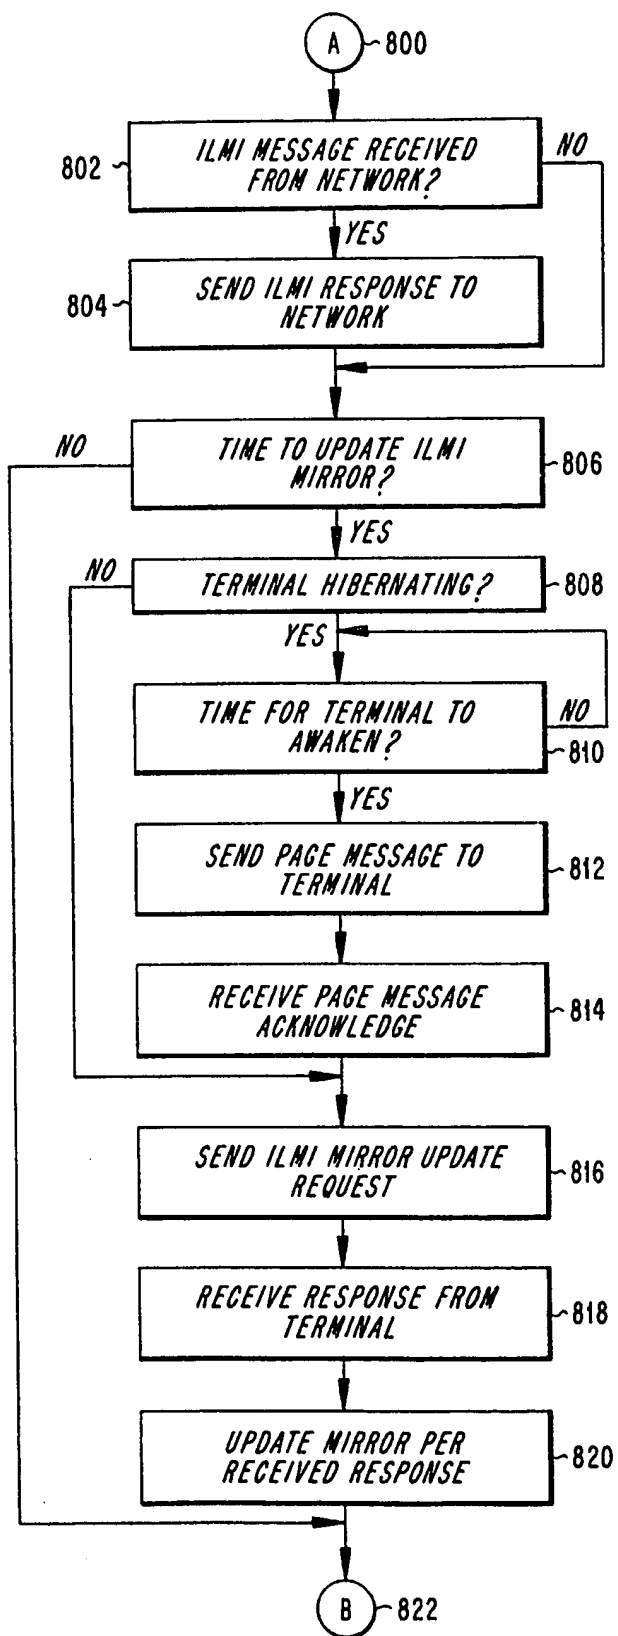 A
800
802
ILMI MESSAGE RECEIVED
FROM NETWORK?
NO
YES
804
SEND ILMI RESPONSE TO
NETWORK
NO
TIME TO UPDATE ILMI
MIRROR?
806
YES
NO
TERMINAL HIBERNATING?
808
YES
TIME FOR TERMINAL TO
AWAKEN?
NO
810
YES
SEND PAGE MESSAGE TO
TERMINAL
812
RECEIVE PAGE MESSAGE
ACKNOWLEDGE
814
SEND ILMI MIRROR UPDATE
REQUEST
816
RECEIVE RESPONSE FROM
TERMINAL
818
UPDATE MIRROR PER
RECEIVED RESPONSE
820
B
822